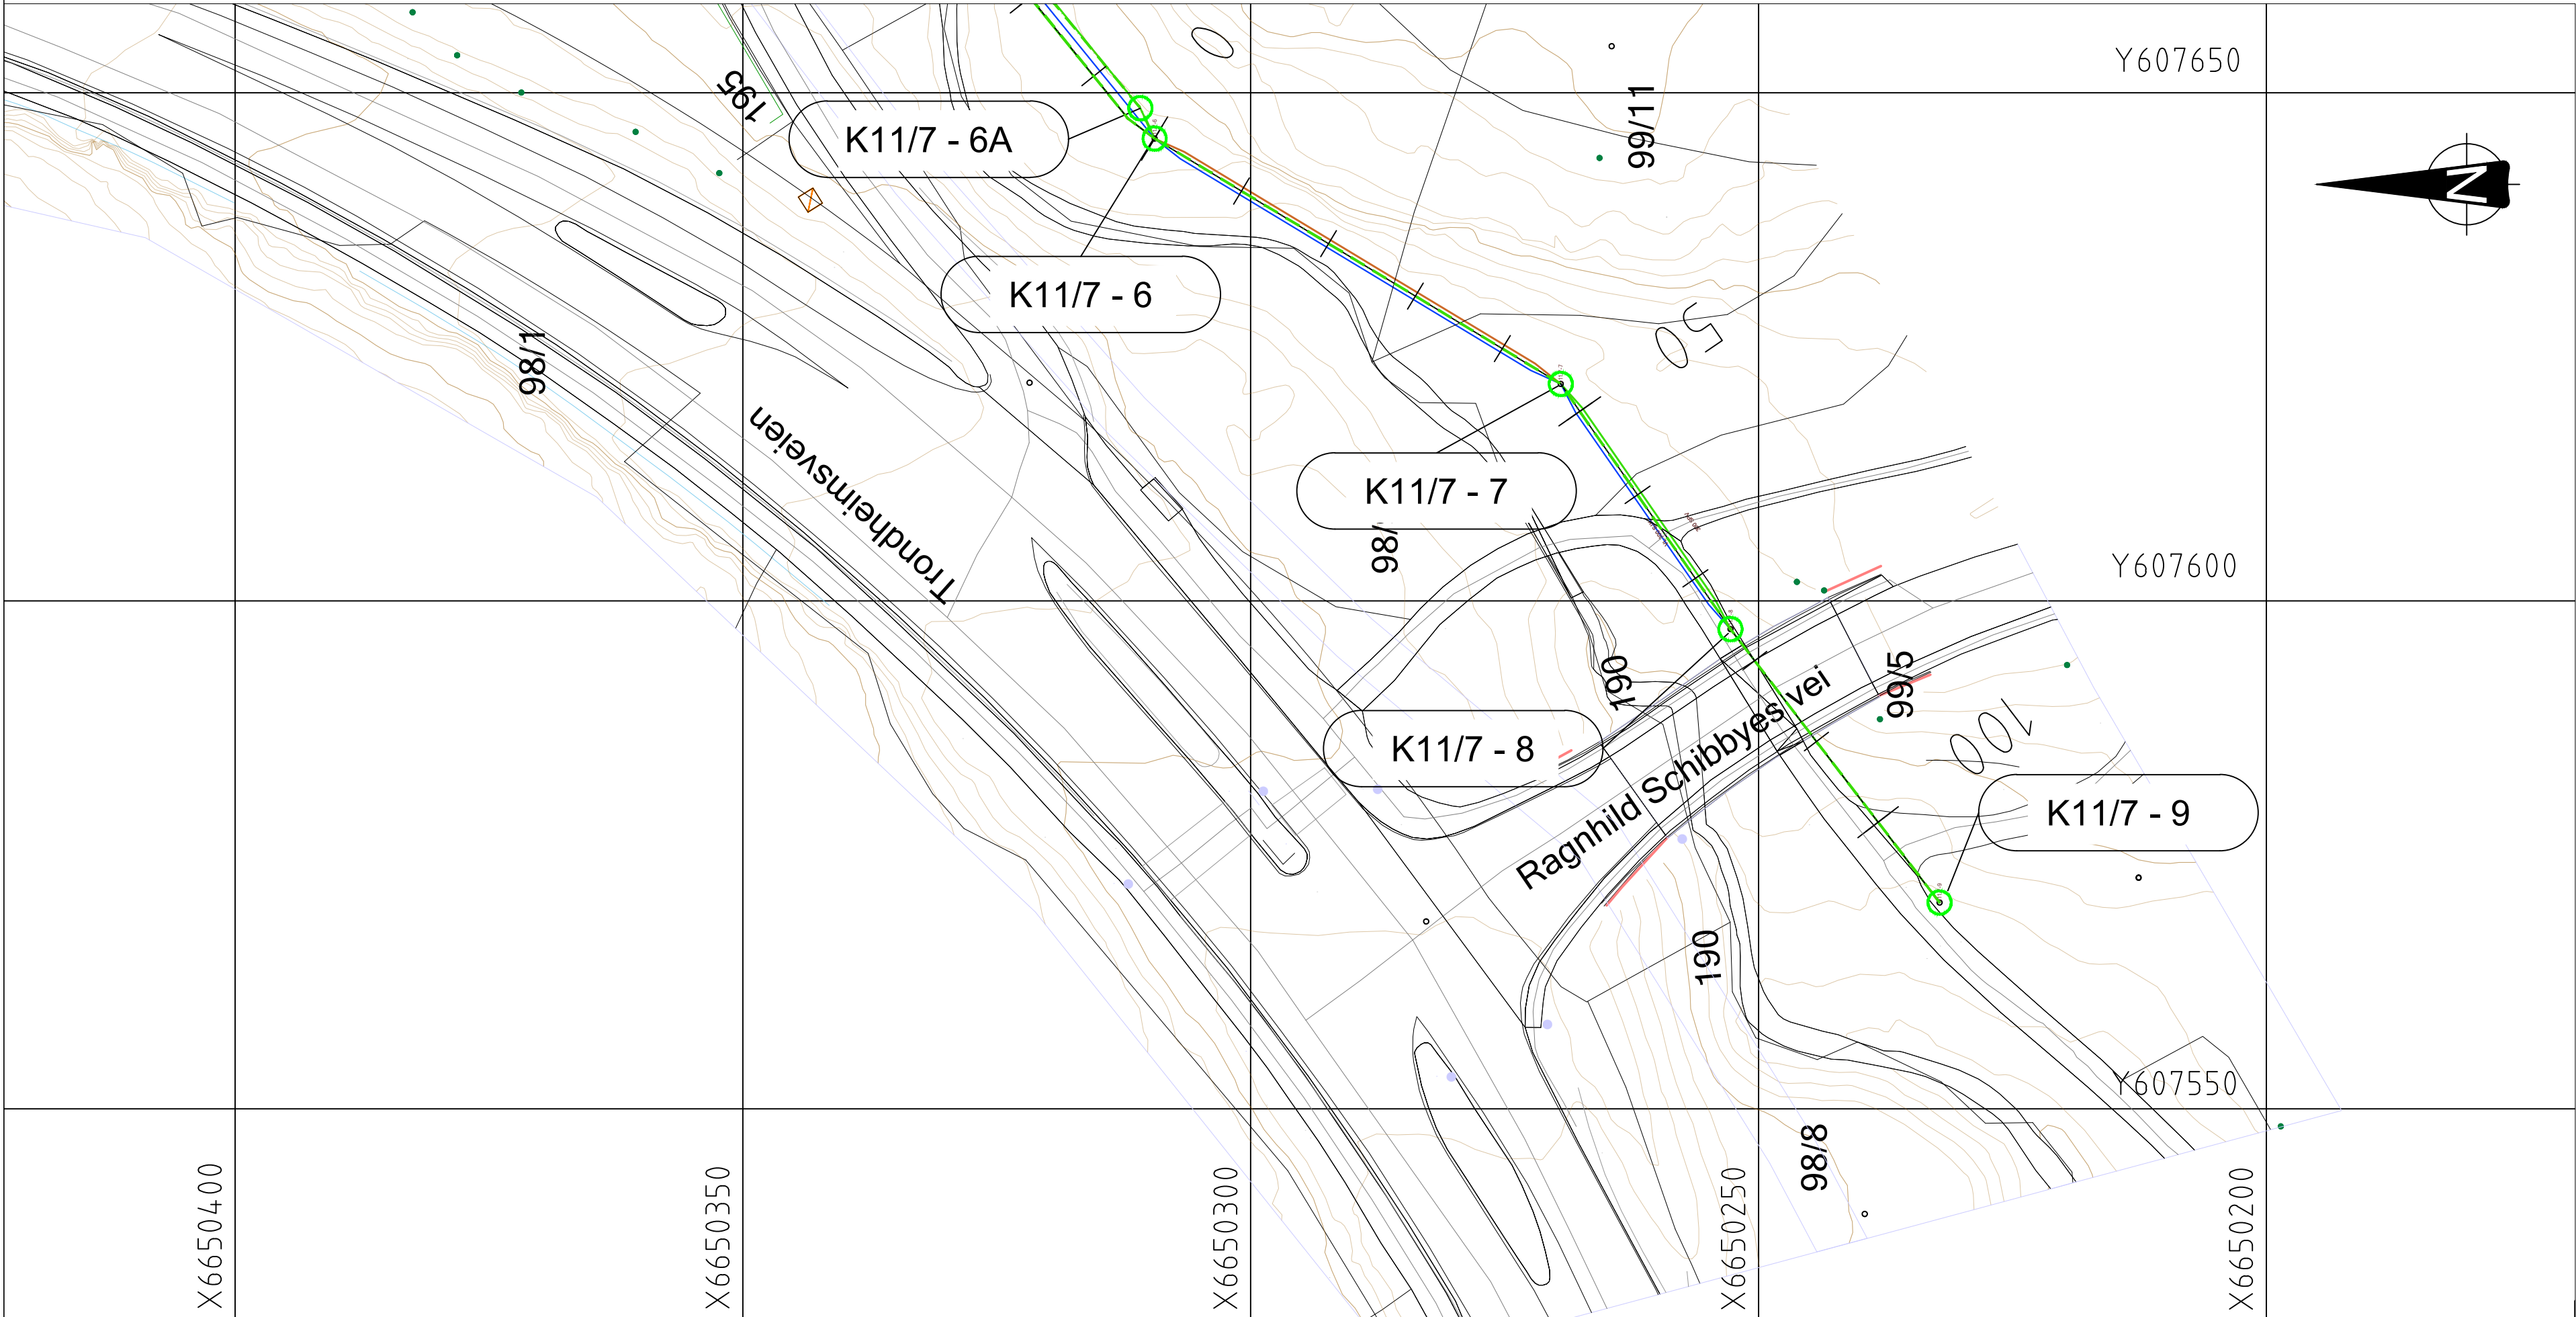 Y607650
195
K11/7 - 6A
99/11
N
K11/7 - 6
50
98/1
Trondheimsveien
K11/7 - 7
98/
Y607600
190
99/5
K11/7 - 8
Ragnhild Schibbyes vei
100
K11/7 - 9
190
Y607550
98/8
X6650400
X6650350
X6650300
X6650250
X6650200